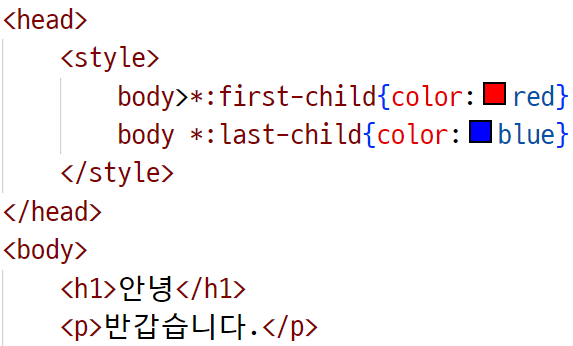 <head>
<style>
body>*:first-child{color:red}
body *:last-child{color:blue}
</style>
</head>
<body>
<h1>안녕</h1>
<p>반갑습니다.</p>